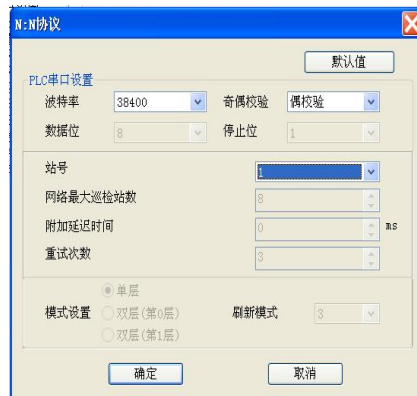 N:N协议
默认值
PLC串口设置
波特率 38400 奇偶校验 偶校验
数据位 8 停止位 1
站号 1
网络最大巡检站数 8
附加延迟时间 0 ms
重试次数 3
单层
模式设置 双层(第0层) 刷新模式 3
双层(第1层)
确定 取消